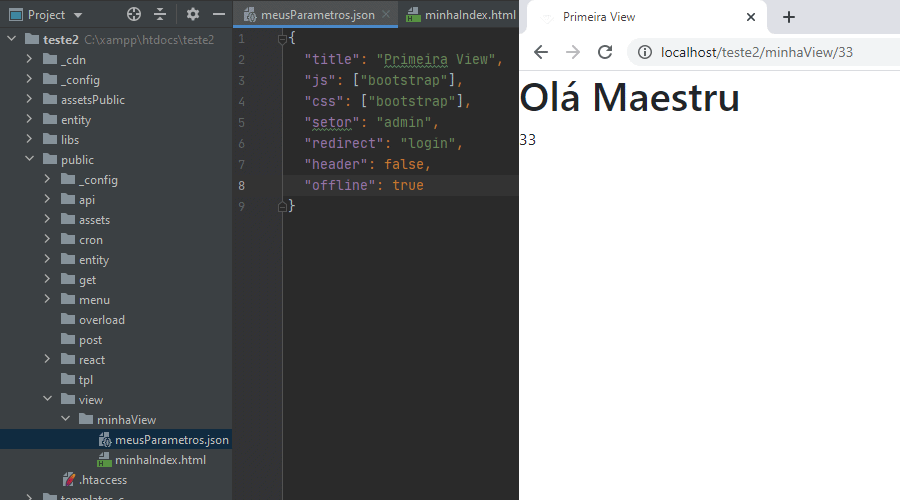 Project
teste2 C:\xampp\htdocs\teste2
_cdn
_config
assetsPublic
entity
libs
public
_config
api
assets
cron
entity
get
menu
overload
post
react
tpl
view
minhaView
meusParametros.json
minhaIndex.html
.htaccess
templates_c
meusParametros.json
minhaIndex.html
1 {
2 "title": "Primeira View",
3 "js": ["bootstrap"],
4 "css": ["bootstrap"],
5 "setor": "admin",
6 "redirect": "login",
7 "header": false,
8 "offline": true
9 }
Primeira View
localhost/teste2/minhaView/33
Olá Maestru
33